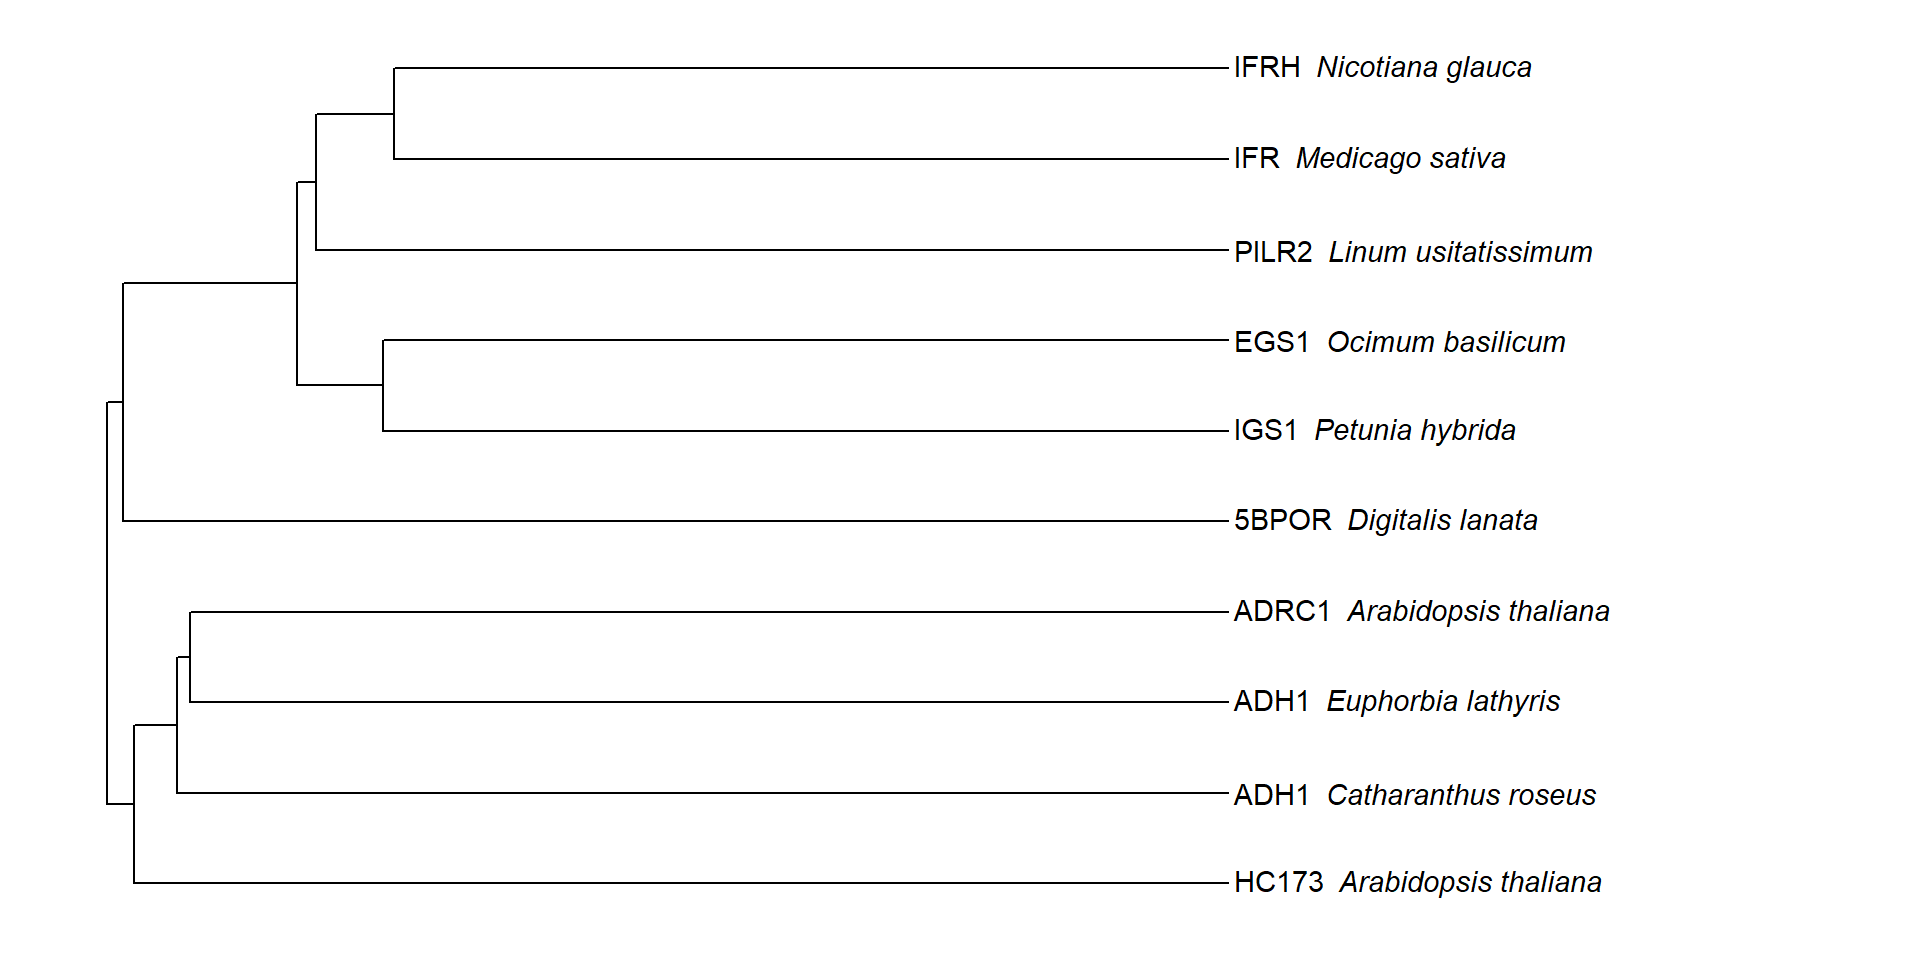 IFRH Nicotiana glauca
IFR Medicago sativa
PILR2 Linum usitatissimum
EGS1 Ocimum basilicum
IGS1 Petunia hybrida
5BPOR Digitalis lanata
ADRC1 Arabidopsis thaliana
ADH1 Euphorbia lathyris
ADH1 Catharanthus roseus
HC173 Arabidopsis thaliana